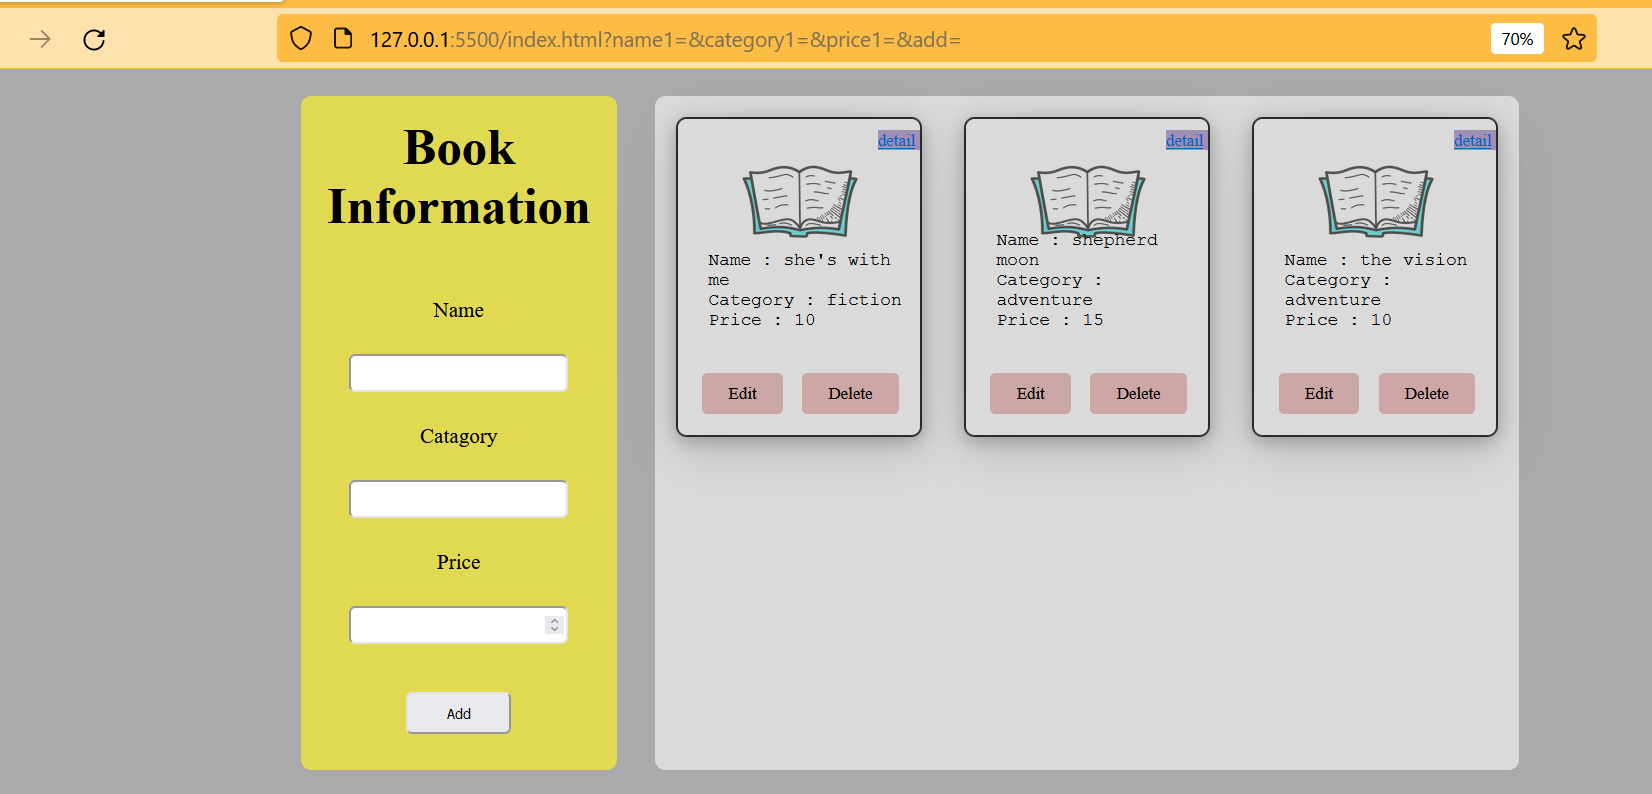 127.0.0.1:5500/index.html?name1=&category1=&price1=&add=
70%
Book
Information
Name
Catagory
Price
Add
detail
Name : she's with
me
Category : fiction
Price : 10
Edit Delete
detail
Name : shepherd
moon
Category :
adventure
Price : 15
Edit Delete
detail
Name : the vision
Category :
adventure
Price : 10
Edit Delete